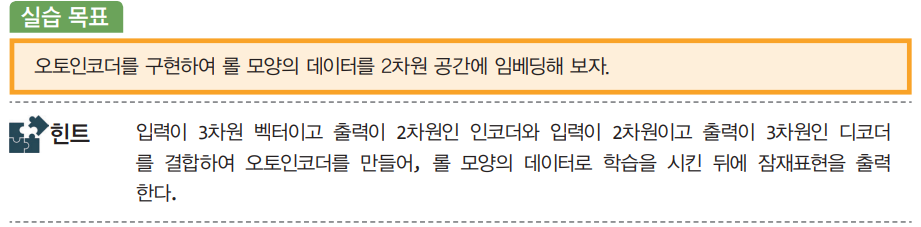 실습 목표
오토인코더를 구현하여 롤 모양의 데이터를 2차원 공간에 임베딩해 보자.
힌트
입력이 3차원 벡터이고 출력이 2차원인 인코더와 입력이 2차원이고 출력이 3차원인 디코더
를 결합하여 오토인코더를 만들어, 롤 모양의 데이터로 학습을 시킨 뒤에 잠재표현을 출력
한다.